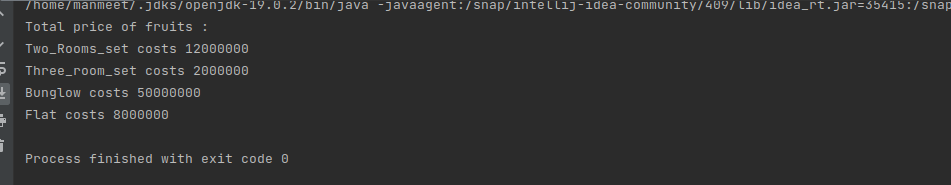 /home/manmeet/.jdks/openjdk-19.0.2/bin/java -javaagent:/snap/intellij-idea-community/409/lib/idea_rt.jar=35415:/snap
Total price of fruits :
Two_Rooms_set costs 12000000
Three_room_set costs 2000000
Bunglow costs 50000000
Flat costs 8000000
Process finished with exit code 0